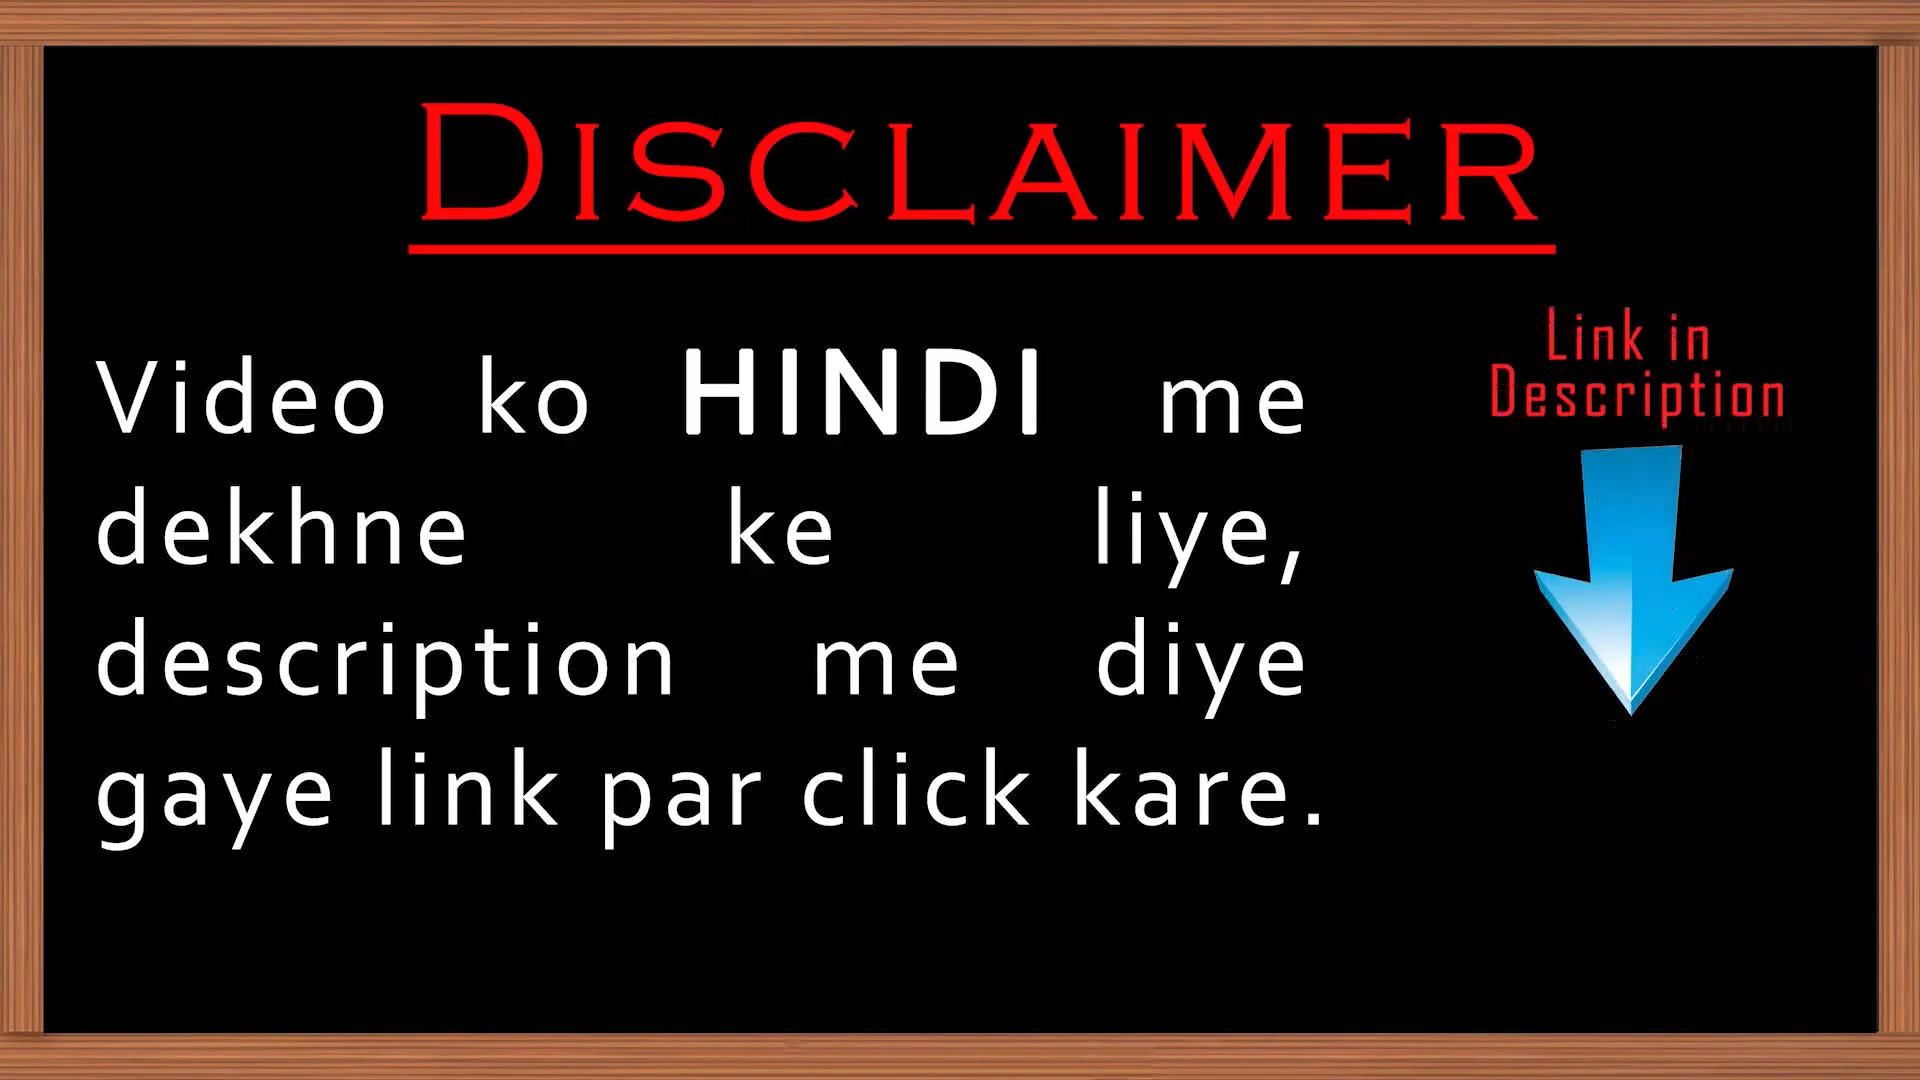 DISCLAIMER
Video ko HINDI me
dekhne ke liye,
description me diye
gaye link par click kare.
Link in
Description